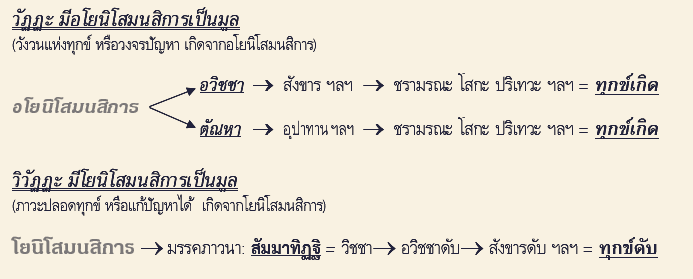 วัฏฏะ มีอโยนิโสมนสิการเป็นมูล
(วังวนแห่งทุกข์ หรือวงจรปัญหา เกิดจากอโยนิโสมนสิการ)
อวิชชา → สังขาร ฯลฯ → ชรามรณะ โสกะ ปริเทวะ ฯลฯ = ทุกข์เกิด
อโยนิโสมนสิการ
ตัณหา → อุปาทาน ฯลฯ → ชรามรณะ โสกะ ปริเทวะ ฯลฯ = ทุกข์เกิด
วิวัฏฏะ มีโยนิโสมนสิการเป็นมูล
(ภาวะปลอดทุกข์ หรือแก้ปัญหาได้ เกิดจากโยนิโสมนสิการ)
โยนิโสมนสิการ → มรรคภาวนา: สัมมาทิฏฐิ = วิชชา → อวิชชาดับ → สังขารดับ ฯลฯ = ทุกข์ดับ